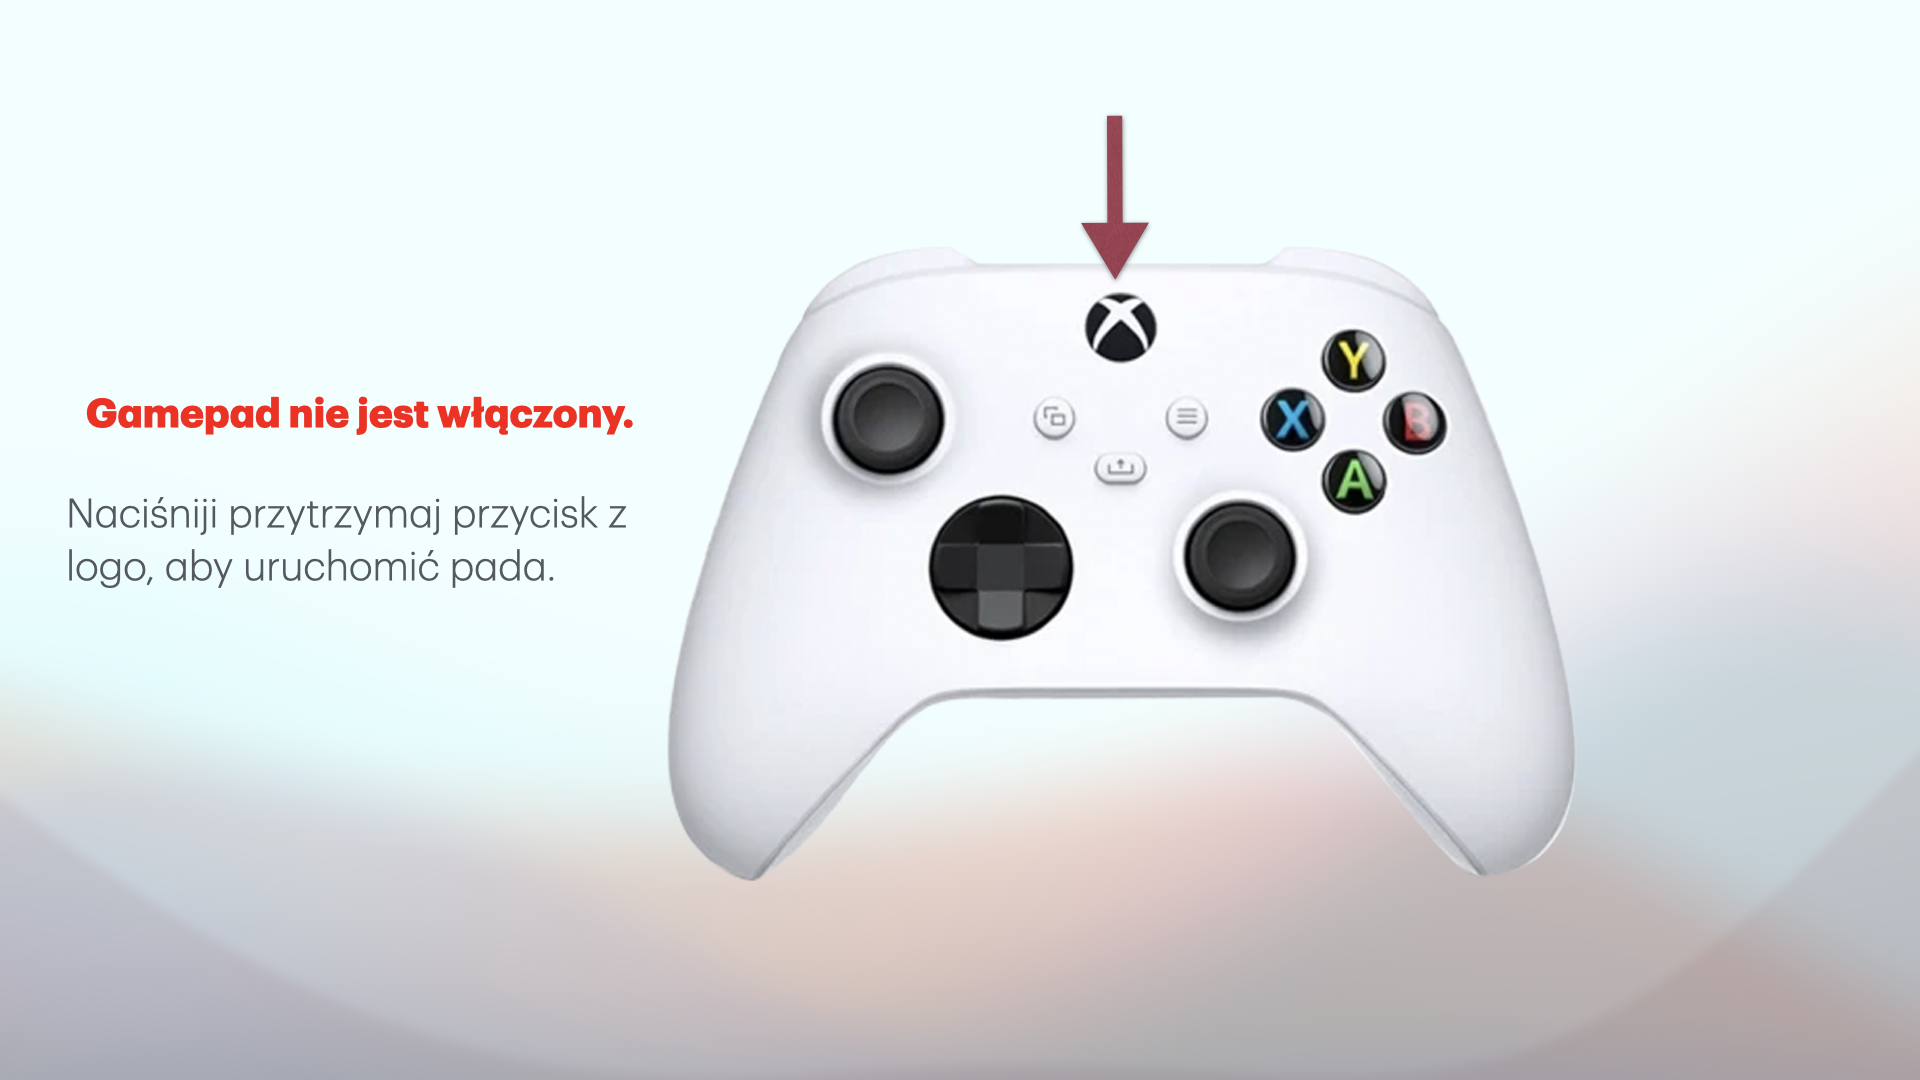 Gamepad nie jest włączony.
Naciśniji przytrzymaj przycisk z
logo, aby uruchomić pada.
Y
X
B
A